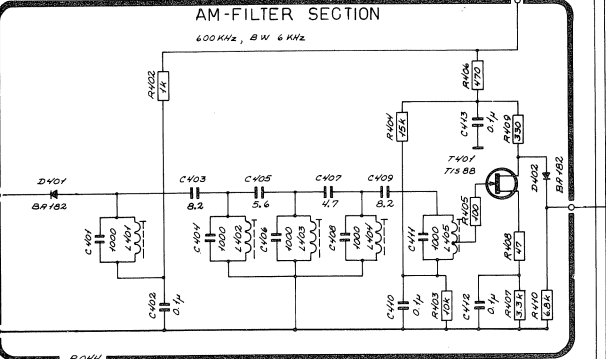 AM-FILTER SECTION
600 KHz, BW 6 KHz
R402
1k
R406
470
R404
15k
C413
0.1µ
R409
330
T401
TIS 88
D402
BA182
D401
BA182
C403
8.2
C405
5.6
C407
4.7
C409
8.2
R405
100
C401
1000
L401
C404
1000
L402
C406
1000
L403
C408
1000
L404
C411
1000
L405
R408
47
C402
0.1µ
C410
0.1µ
R403
10k
C412
0.1µ
R407
3.3k
R410
6.8k